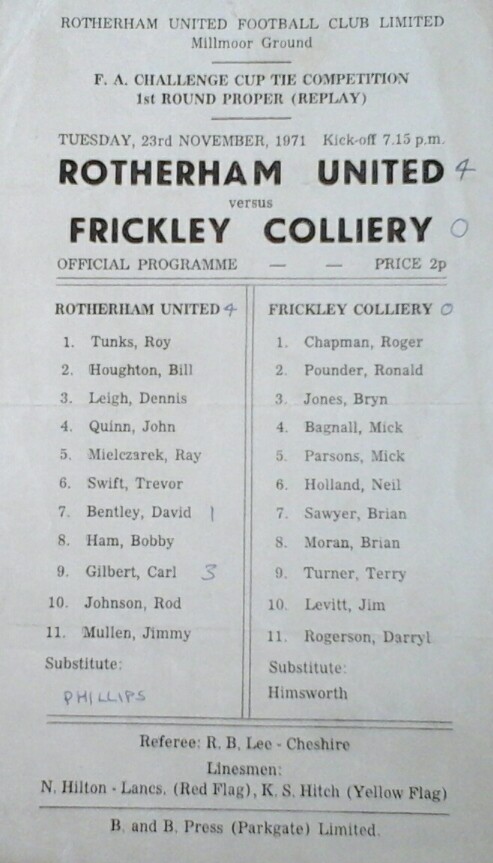 ROTHERHAM UNITED FOOTBALL CLUB LIMITED
Millmoor Ground
F. A. CHALLENGE CUP TIE COMPETITION
1st ROUND PROPER (REPLAY)
TUESDAY, 23rd NOVEMBER, 1971 Kick-off 7.15 p.m.
ROTHERHAM UNITED 4
versus
FRICKLEY COLLIERY 0
OFFICIAL PROGRAMME — — PRICE 2p
ROTHERHAM UNITED 4
1. Tunks, Roy
2. Houghton, Bill
3. Leigh, Dennis
4. Quinn, John
5. Mielczarek, Ray
6. Swift, Trevor
7. Bentley, David 1
8. Ham, Bobby
9. Gilbert, Carl 3
10. Johnson, Rod
11. Mullen, Jimmy
Substitute:
PHILLIPS
FRICKLEY COLLIERY 0
1. Chapman, Roger
2. Pounder, Ronald
3. Jones, Bryn
4. Bagnall, Mick
5. Parsons, Mick
6. Holland, Neil
7. Sawyer, Brian
8. Moran, Brian
9. Turner, Terry
10. Levitt, Jim
11. Rogerson, Darryl
Substitute:
Himsworth
Referee: R. B. Lee - Cheshire
Linesmen:
N. Hilton - Lancs. (Red Flag), K. S. Hitch (Yellow Flag)
B. and B. Press (Parkgate) Limited.